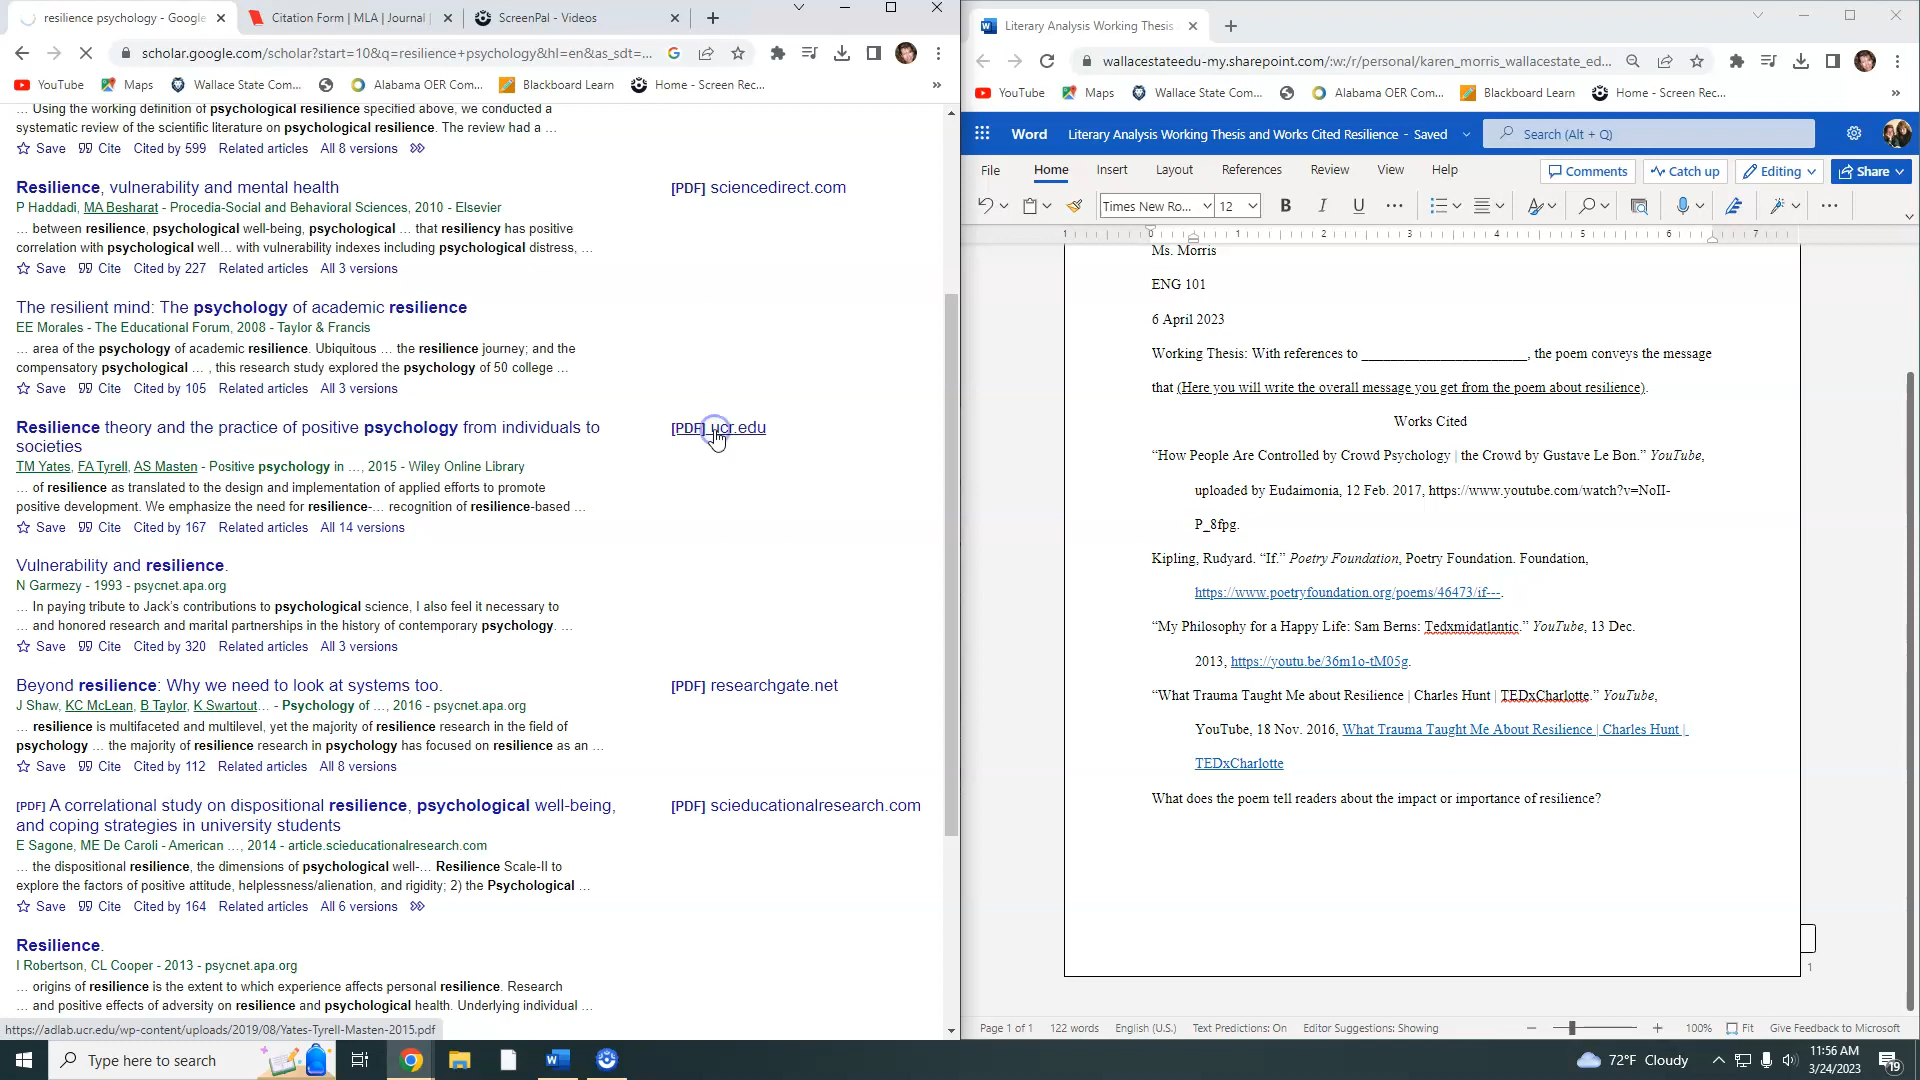 resilience psychology - Google
Citation Form | MLA | Journal
ScreenPal - Videos
scholar.google.com/scholar?start=10&q=resilience+psychology&hl=en&as_sdt=...
YouTube
Maps
Wallace State Com...
Alabama OER Com...
Blackboard Learn
Home - Screen Rec...
»
... Using the working definition of psychological resilience specified above, we conducted a
systematic review of the scientific literature on psychological resilience. The review had a ...
Save Cite Cited by 599 Related articles All 8 versions
Resilience, vulnerability and mental health
[PDF] sciencedirect.com
P Haddadi, MA Besharat - Procedia-Social and Behavioral Sciences, 2010 - Elsevier
... between resilience, psychological well-being, psychological ... that resiliency has positive
correlation with psychological well... with vulnerability indexes including psychological distress, ...
Save Cite Cited by 227 Related articles All 3 versions
The resilient mind: The psychology of academic resilience
EE Morales - The Educational Forum, 2008 - Taylor & Francis
... area of the psychology of academic resilience. Ubiquitous ... the resilience journey; and the
compensatory psychological ... , this research study explored the psychology of 50 college ...
Save Cite Cited by 105 Related articles All 3 versions
Resilience theory and the practice of positive psychology from individuals to
societies
[PDF] ucr.edu
TM Yates, FA Tyrell, AS Masten - Positive psychology in ..., 2015 - Wiley Online Library
... of resilience as translated to the design and implementation of applied efforts to promote
positive development. We emphasize the need for resilience-... recognition of resilience-based ...
Save Cite Cited by 167 Related articles All 14 versions
Vulnerability and resilience.
N Garmezy - 1993 - psycnet.apa.org
... In paying tribute to Jack's contributions to psychological science, I also feel it necessary to
... and honored research and marital partnerships in the history of contemporary psychology. ...
Save Cite Cited by 320 Related articles All 3 versions
Beyond resilience: Why we need to look at systems too.
[PDF] researchgate.net
J Shaw, KC McLean, B Taylor, K Swartout... - Psychology of ..., 2016 - psycnet.apa.org
... resilience is multifaceted and multilevel, yet the majority of resilience research in the field of
psychology ... the majority of resilience research in psychology has focused on resilience as an ...
Save Cite Cited by 112 Related articles All 8 versions
[PDF] A correlational study on dispositional resilience, psychological well-being,
and coping strategies in university students
[PDF] scieducationalresearch.com
E Sagone, ME De Caroli - American ..., 2014 - article.scieducationalresearch.com
... the dispositional resilience, the dimensions of psychological well-... Resilience Scale-II to
explore the factors of positive attitude, helplessness/alienation, and rigidity; 2) the Psychological ...
Save Cite Cited by 164 Related articles All 6 versions
Resilience.
I Robertson, CL Cooper - 2013 - psycnet.apa.org
... origins of resilience is the extent to which experience affects personal resilience. Research
... and positive effects of adversity on resilience and psychological health. Underlying individual ...
https://adlab.ucr.edu/wp-content/uploads/2019/08/Yates-Tyrell-Masten-2015.pdf
Literary Analysis Working Thesis
wallacestateedu-my.sharepoint.com/:w:/r/personal/karen_morris_wallacestate_ed...
YouTube
Maps
Wallace State Com...
Alabama OER Com...
Blackboard Learn
Home - Screen Rec...
»
Word Literary Analysis Working Thesis and Works Cited Resilience - Saved
Search (Alt + Q)
File Home Insert Layout References Review View Help
Comments Catch up Editing Share
Times New Ro... 12 B I U
1 0 1 2 3 4 5 6 7
Ms. Morris
ENG 101
6 April 2023
Working Thesis: With references to ________________________, the poem conveys the message
that (Here you will write the overall message you get from the poem about resilience).
Works Cited
“How People Are Controlled by Crowd Psychology | the Crowd by Gustave Le Bon.” YouTube,
uploaded by Eudaimonia, 12 Feb. 2017, https://www.youtube.com/watch?v=NoII-
P_8fpg.
Kipling, Rudyard. “If.” Poetry Foundation, Poetry Foundation. Foundation,
https://www.poetryfoundation.org/poems/46473/if---.
“My Philosophy for a Happy Life: Sam Berns: Tedxmidatlantic.” YouTube, 13 Dec.
2013, https://youtu.be/36m1o-tM05g.
“What Trauma Taught Me about Resilience | Charles Hunt | TEDxCharlotte.” YouTube,
YouTube, 18 Nov. 2016, What Trauma Taught Me About Resilience | Charles Hunt |
TEDxCharlotte
What does the poem tell readers about the impact or importance of resilience?
1
Page 1 of 1 122 words English (U.S.) Text Predictions: On Editor Suggestions: Showing
100% Fit Give Feedback to Microsoft
Type here to search
72°F Cloudy
11:56 AM
3/24/2023
19